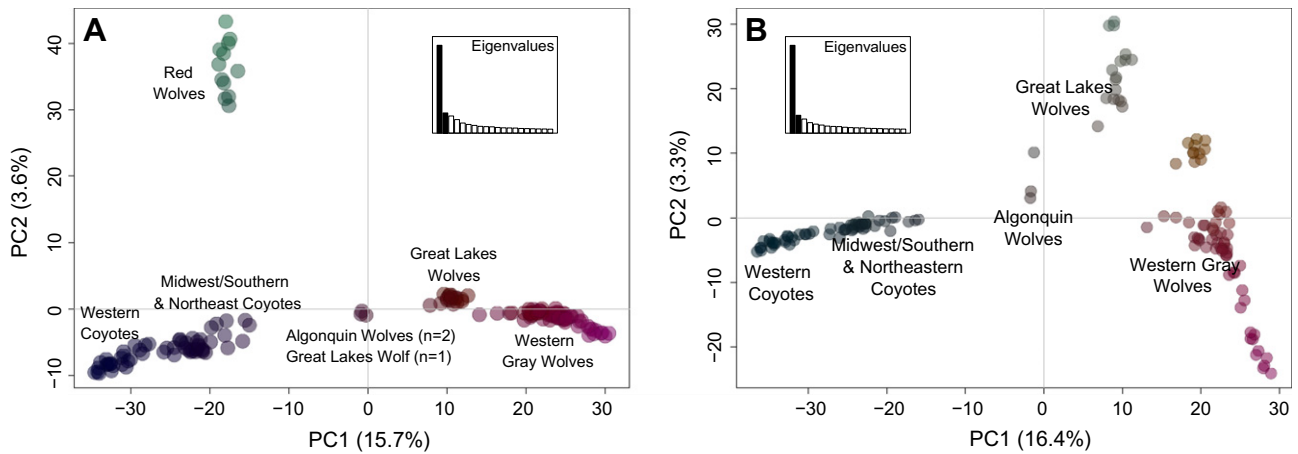 A
Eigenvalues
Red
Wolves
Great Lakes
Wolves
Midwest/Southern
& Northeast Coyotes
Western
Coyotes
Algonquin Wolves (n=2)
Great Lakes Wolf (n=1)
Western
Gray Wolves
PC2 (3.6%)
40
30
20
10
0
−10
−30
−20
−10
0
10
20
30
PC1 (15.7%)
B
Eigenvalues
Great Lakes
Wolves
Algonquin
Wolves
Midwest/Southern
& Northeastern
Coyotes
Western
Coyotes
Western Gray
Wolves
PC2 (3.3%)
30
20
10
0
−10
−20
−30
−20
−10
0
10
20
30
PC1 (16.4%)